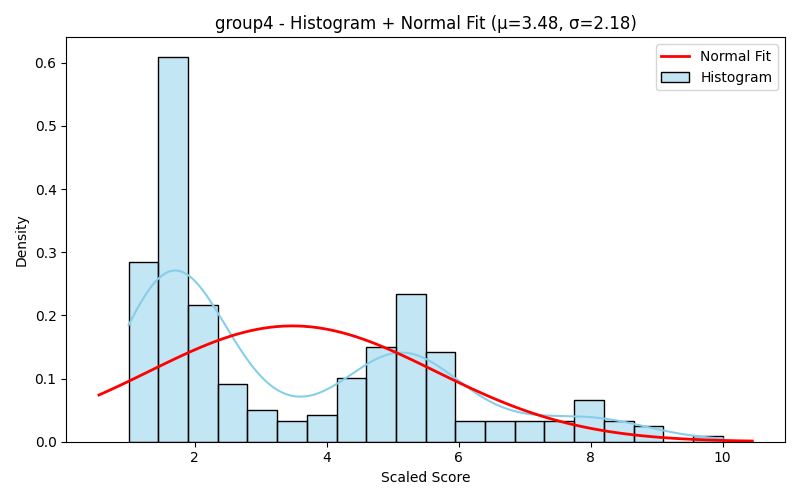 group4 - Histogram + Normal Fit (μ=3.48, σ=2.18)
Normal Fit
Histogram
0.6
0.5
0.4
0.3
0.2
0.1
0.0
Density
2
4
6
8
10
Scaled Score